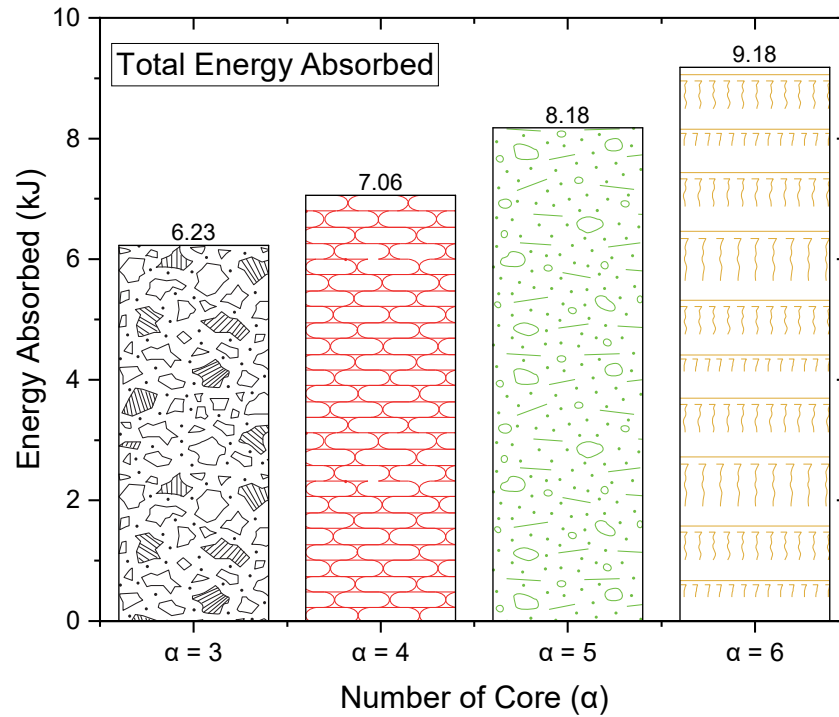 Total Energy Absorbed
6.23
7.06
8.18
9.18
10
8
6
4
2
0
Energy Absorbed (kJ)
α = 3
α = 4
α = 5
α = 6
Number of Core (α)